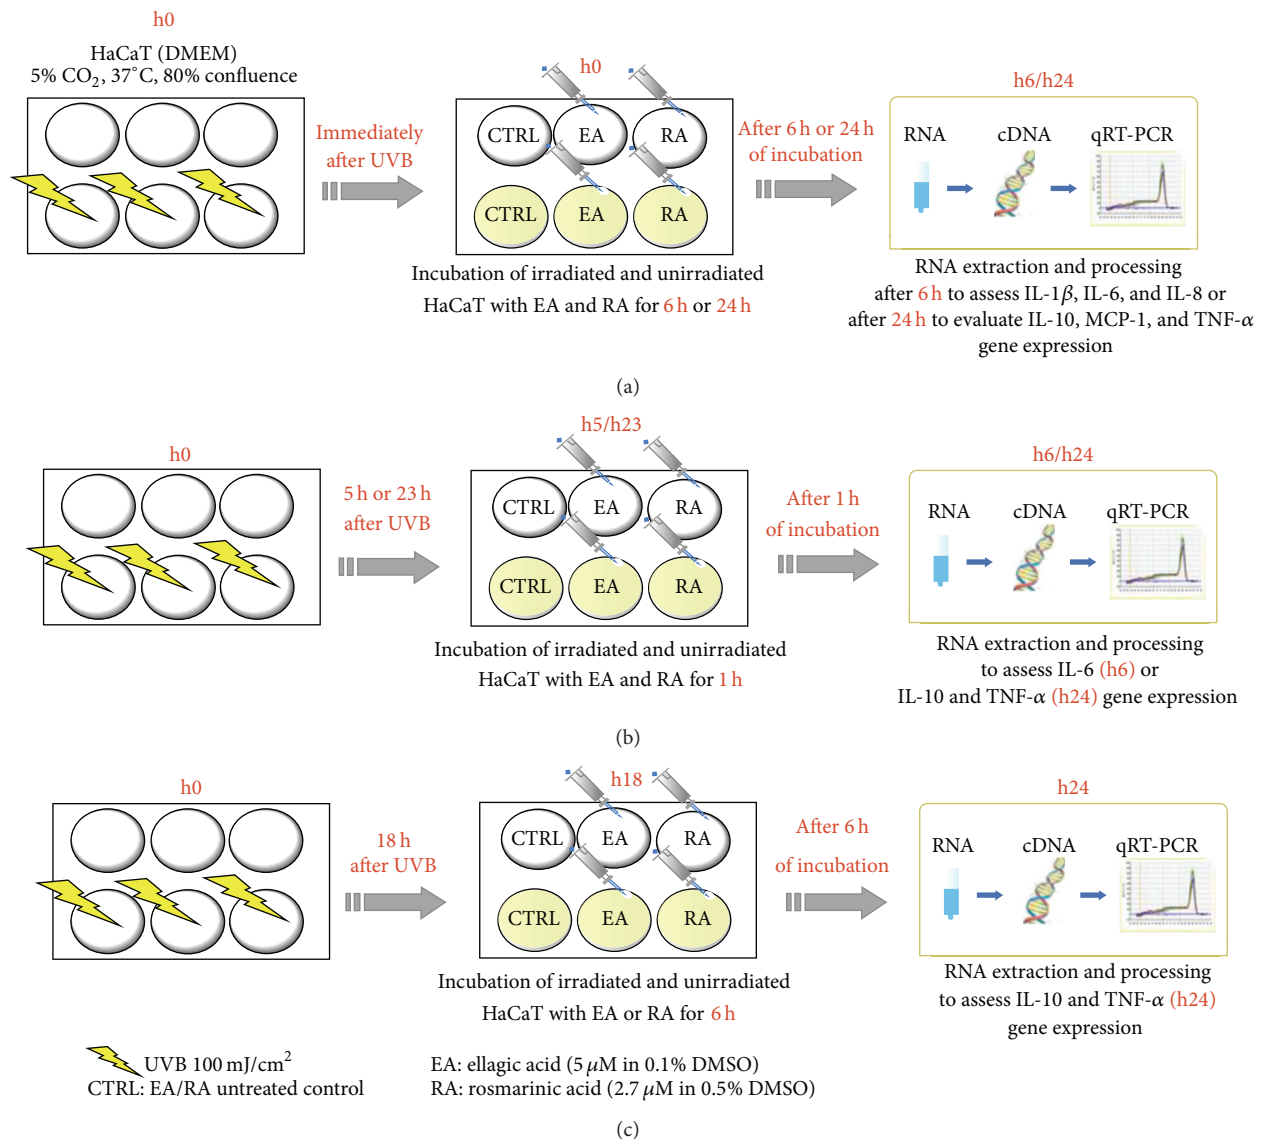 h0
HaCaT (DMEM)
5% CO₂, 37°C, 80% confluence
Immediately
after UVB
h0
CTRL EA RA
CTRL EA RA
Incubation of irradiated and unirradiated
HaCaT with EA and RA for 6 h or 24 h
After 6 h or 24 h
of incubation
h6/h24
RNA cDNA qRT-PCR
RNA extraction and processing
after 6 h to assess IL-1β, IL-6, and IL-8 or
after 24 h to evaluate IL-10, MCP-1, and TNF-α
gene expression
(a)
h0
5 h or 23 h
after UVB
h5/h23
CTRL EA RA
CTRL EA RA
Incubation of irradiated and unirradiated
HaCaT with EA and RA for 1 h
After 1 h
of incubation
h6/h24
RNA cDNA qRT-PCR
RNA extraction and processing
to assess IL-6 (h6) or
IL-10 and TNF-α (h24) gene expression
(b)
h0
18 h
after UVB
h18
CTRL EA RA
CTRL EA RA
Incubation of irradiated and unirradiated
HaCaT with EA or RA for 6 h
After 6 h
of incubation
h24
RNA cDNA qRT-PCR
RNA extraction and processing
to assess IL-10 and TNF-α (h24)
gene expression
UVB 100 mJ/cm²
CTRL: EA/RA untreated control
EA: ellagic acid (5 μM in 0.1% DMSO)
RA: rosmarinic acid (2.7 μM in 0.5% DMSO)
(c)